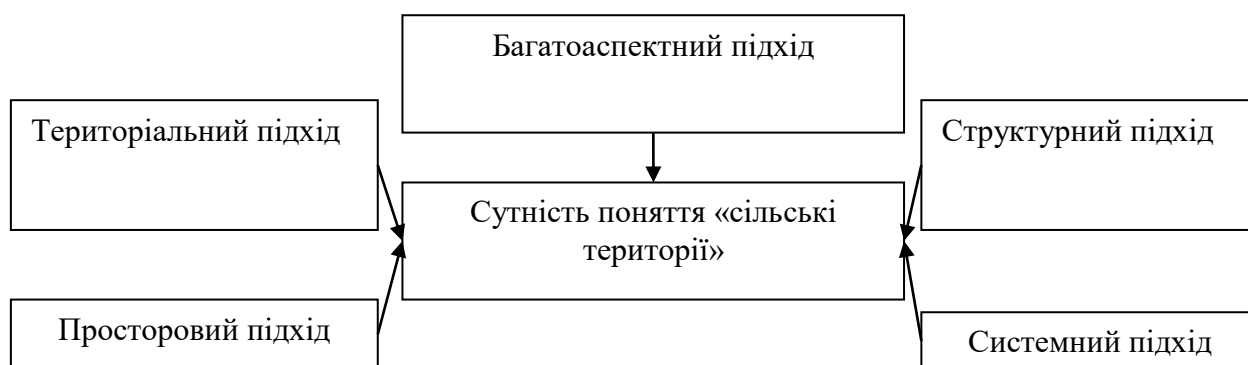 Багатоаспектний підхід
Територіальний підхід
Структурний підхід
Сутність поняття «сільські
території»
Просторовий підхід
Системний підхід